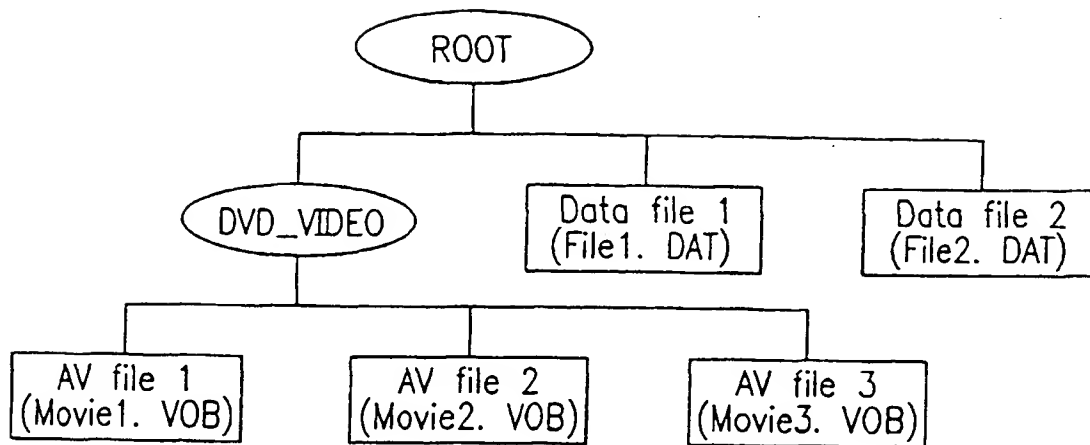 ROOT
DVD_VIDEO
Data file 1
(File1. DAT)
Data file 2
(File2. DAT)
AV file 1
(Movie1. VOB)
AV file 2
(Movie2. VOB)
AV file 3
(Movie3. VOB)